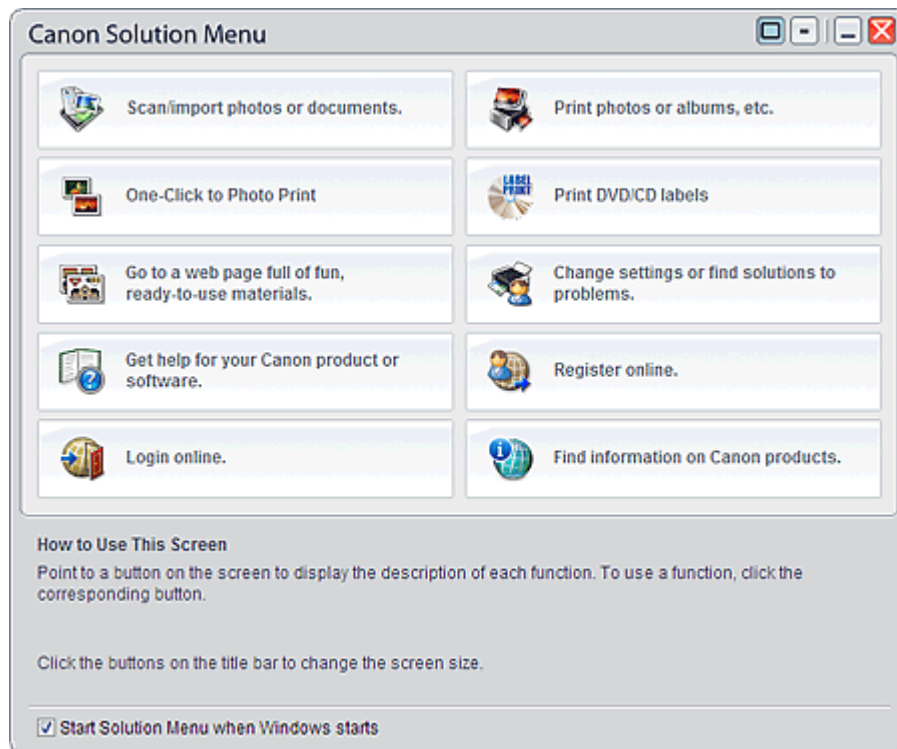 Canon Solution Menu
Scan/import photos or documents.
Print photos or albums, etc.
One-Click to Photo Print
LABEL
PRINT
Print DVD/CD labels
Go to a web page full of fun,
ready-to-use materials.
Change settings or find solutions to
problems.
Get help for your Canon product or
software.
Register online.
Login online.
Find information on Canon products.
How to Use This Screen
Point to a button on the screen to display the description of each function. To use a function, click the
corresponding button.
Click the buttons on the title bar to change the screen size.
Start Solution Menu when Windows starts